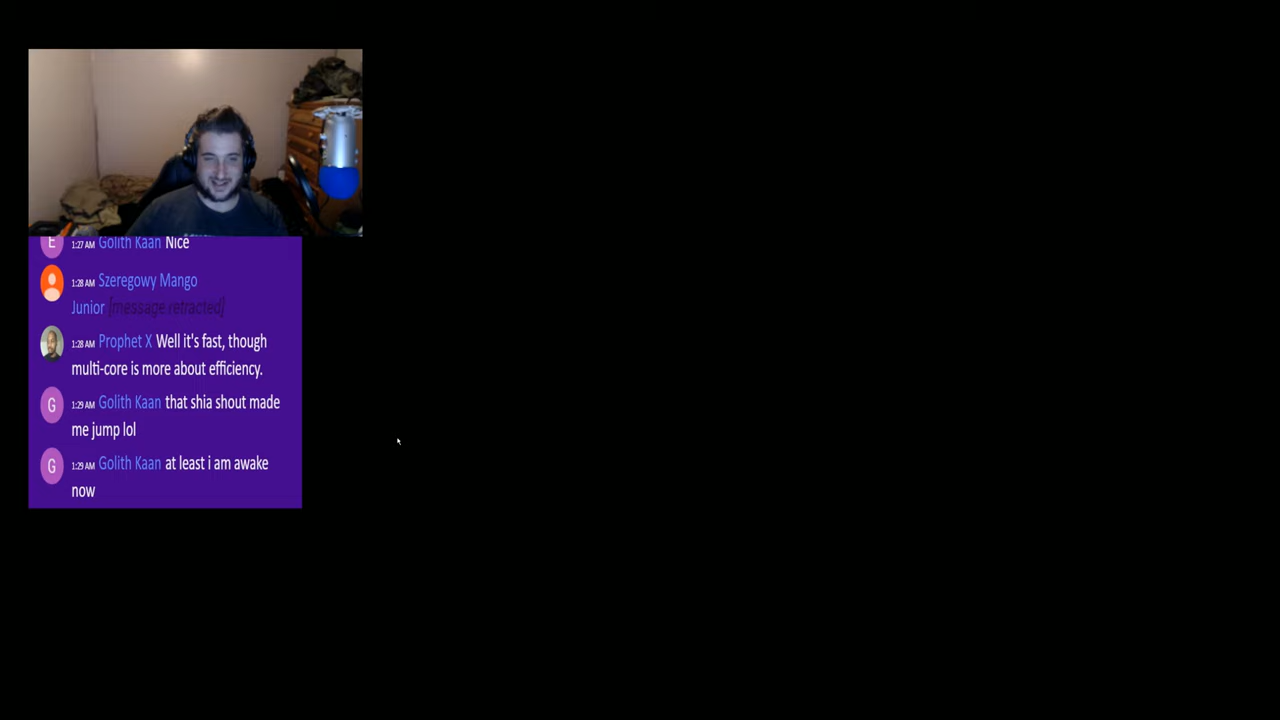 E 1:27 AM Golith Kaan Nice
1:28 AM Szeregowy Mango
Junior [message retracted]
1:28 AM Prophet X Well it's fast, though
multi-core is more about efficiency.
G 1:29 AM Golith Kaan that shia shout made
me jump lol
G 1:29 AM Golith Kaan at least i am awake
now